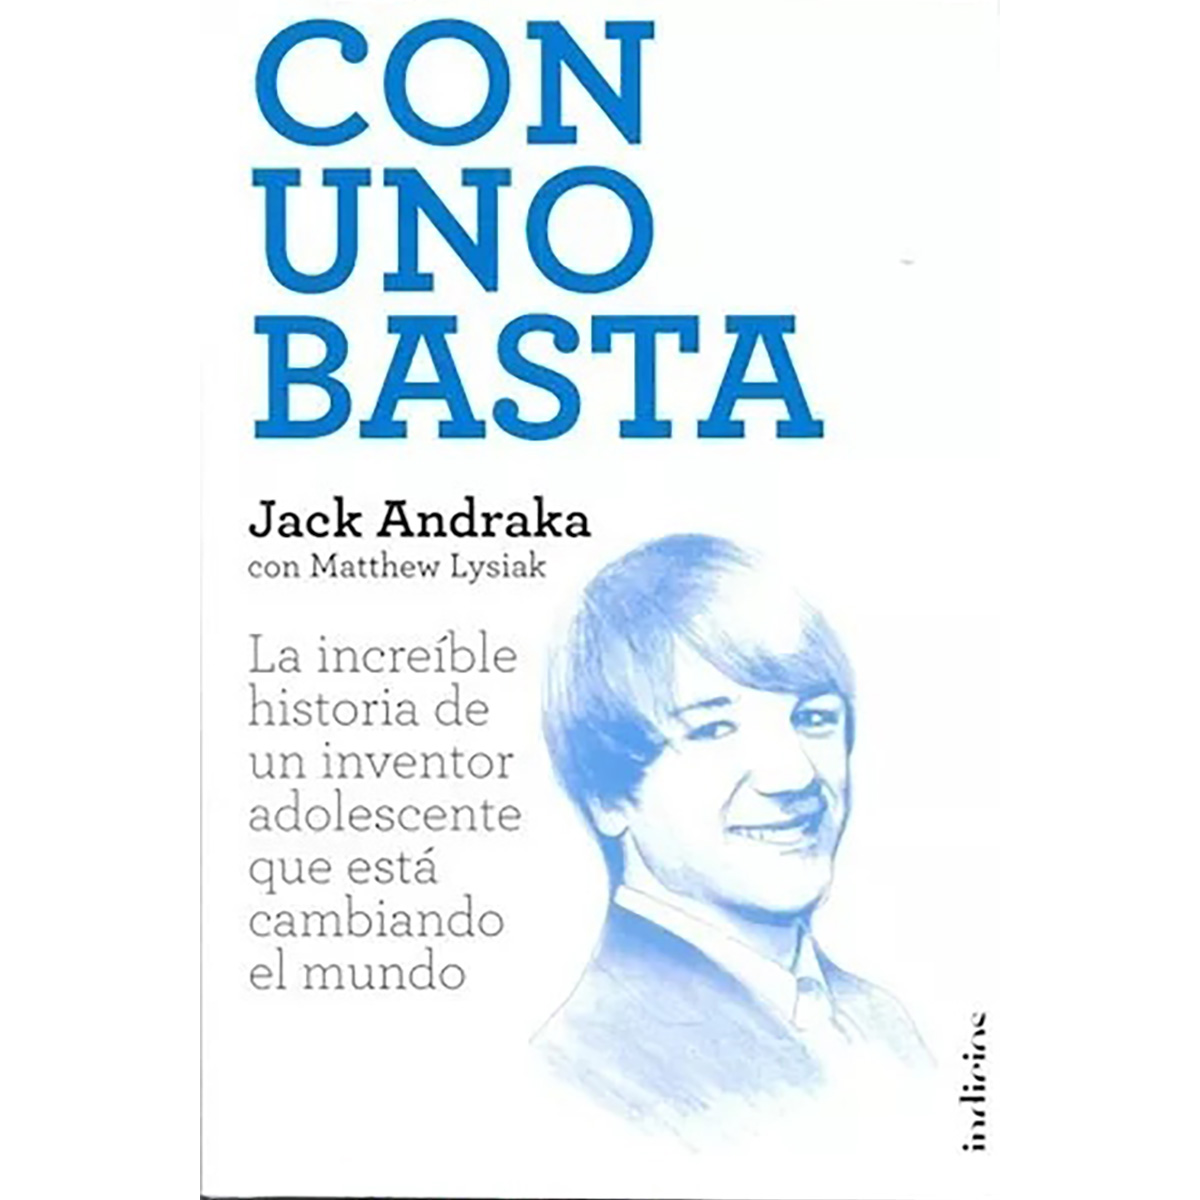 CON
UNO
BASTA
Jack Andraka
con Matthew Lysiak
La increíble
historia de
un inventor
adolescente
que está
cambiando
el mundo
indicios